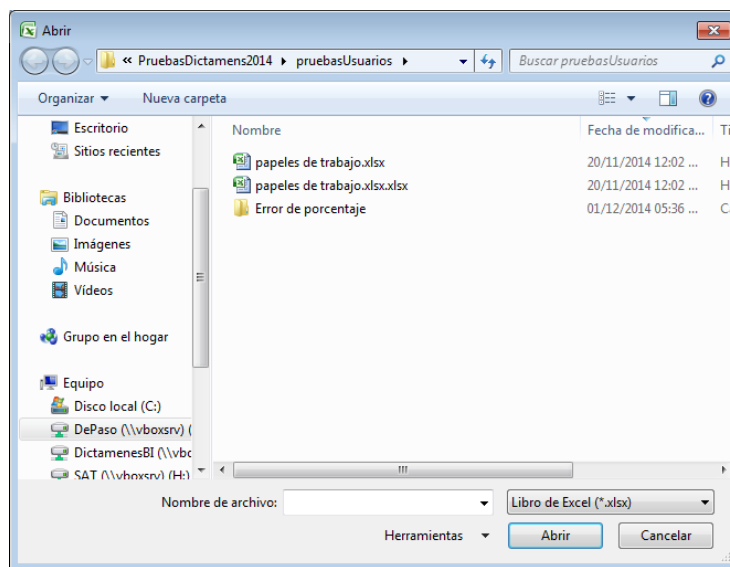 Abrir
« PruebasDictamens2014 ▸ pruebasUsuarios ▸
Buscar pruebasUsuarios
Organizar
Nueva carpeta
Escritorio
Sitios recientes
Bibliotecas
Documentos
Imágenes
Música
Vídeos
Grupo en el hogar
Equipo
Disco local (C:)
DePaso (\\vboxsrv) (
DictamenesBI (\\vbc
SAT (\\vboxsrv) (H:)
Nombre
Fecha de modifica...
Ti
papeles de trabajo.xlsx
20/11/2014 12:02 ...
H
papeles de trabajo.xlsx.xlsx
20/11/2014 12:02 ...
H
Error de porcentaje
01/12/2014 05:36 ...
C
Nombre de archivo:
Libro de Excel (*.xlsx)
Herramientas
Abrir
Cancelar